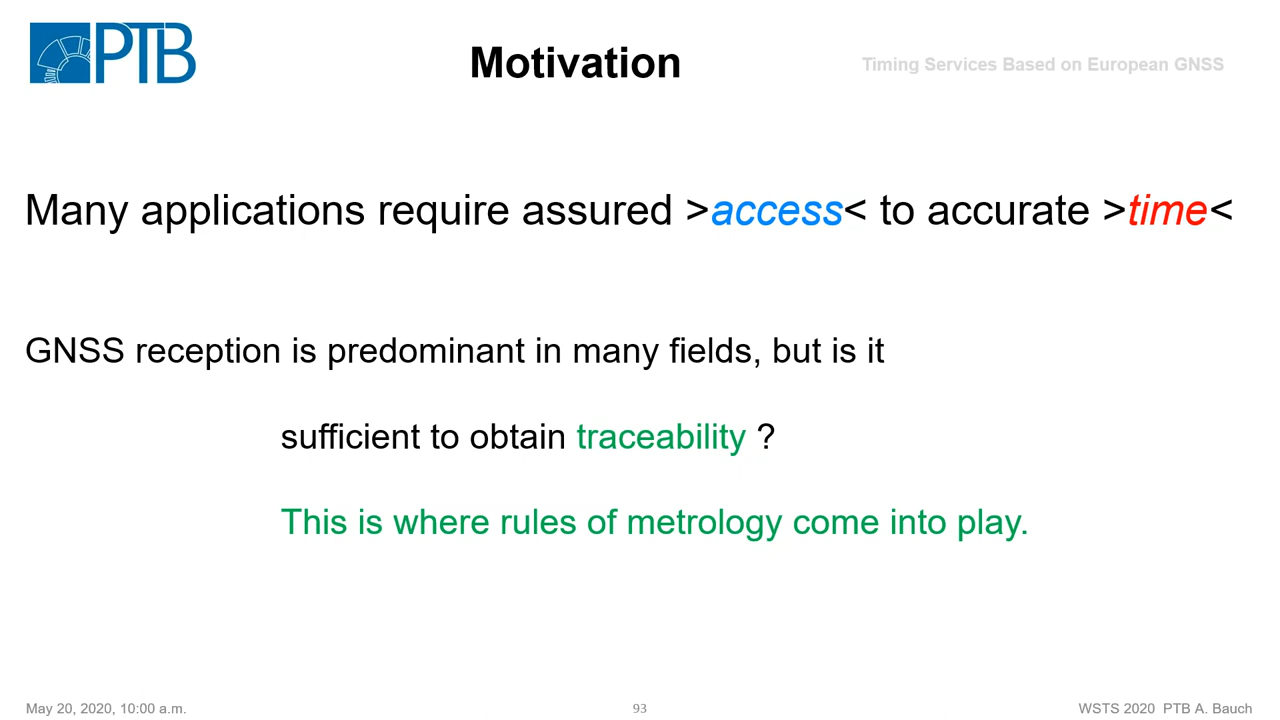 PTB
Motivation
Timing Services Based on European GNSS
Many applications require assured >access< to accurate >time<
GNSS reception is predominant in many fields, but is it
sufficient to obtain traceability ?
This is where rules of metrology come into play.
May 20, 2020, 10:00 a.m.
93
WSTS 2020 PTB A. Bauch